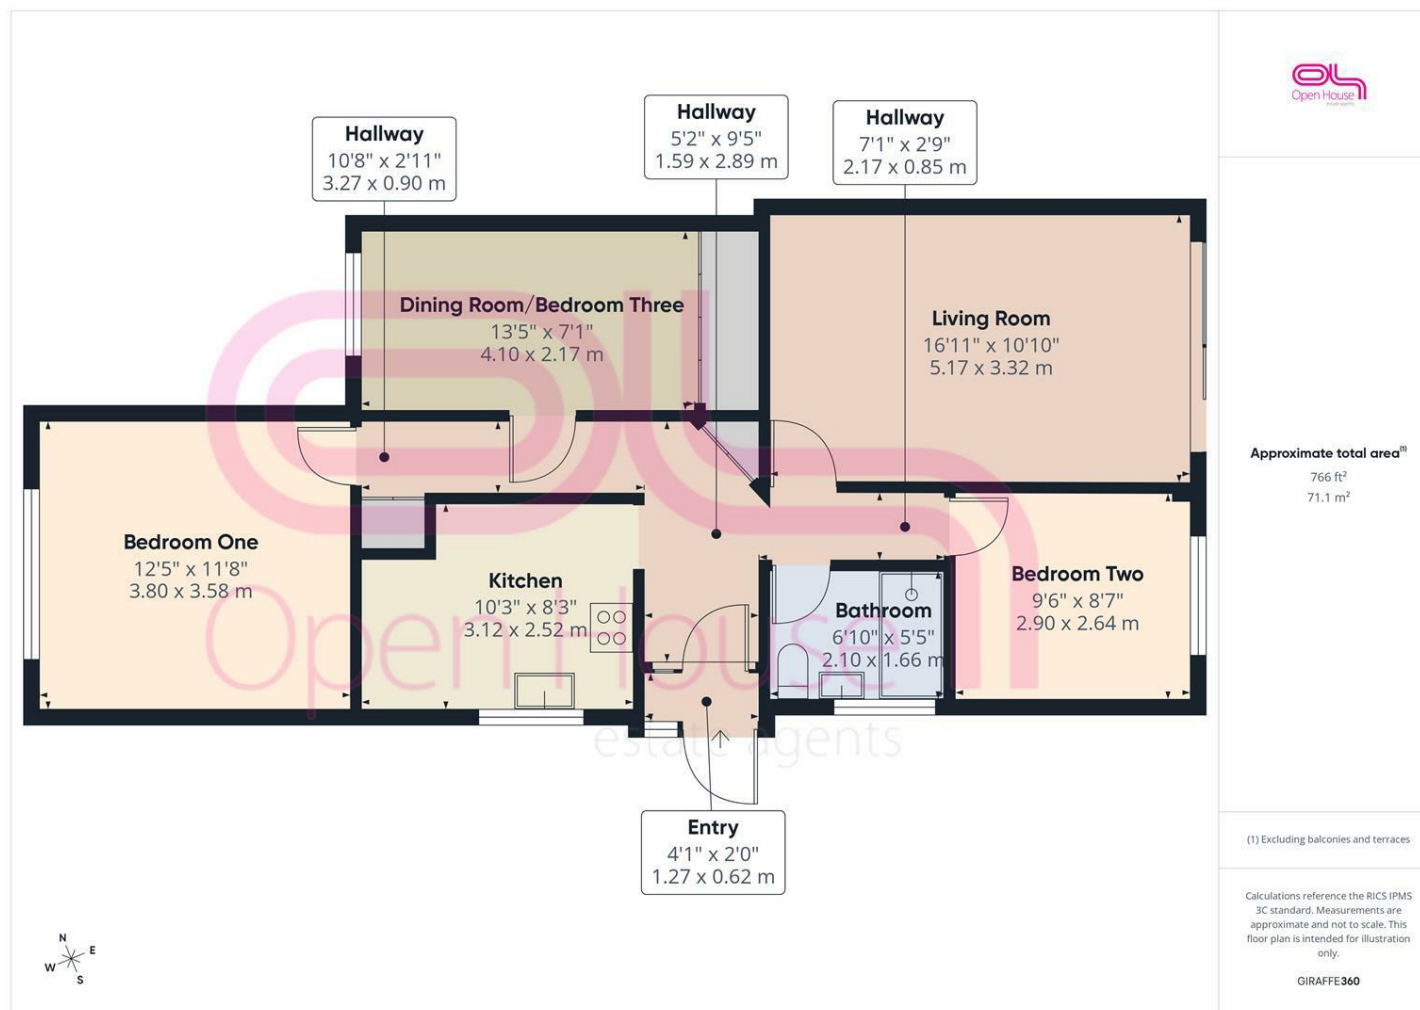 Hallway
10'8" x 2'11"
3.27 x 0.90 m
Hallway
5'2" x 9'5"
1.59 x 2.89 m
Hallway
7'1" x 2'9"
2.17 x 0.85 m
Dining Room/Bedroom Three
13'5" x 7'1"
4.10 x 2.17 m
Living Room
16'11" x 10'10"
5.17 x 3.32 m
Bedroom One
12'5" x 11'8"
3.80 x 3.58 m
Kitchen
10'3" x 8'3"
3.12 x 2.52 m
Bathroom
6'10" x 5'5"
2.10 x 1.66 m
Bedroom Two
9'6" x 8'7"
2.90 x 2.64 m
Entry
4'1" x 2'0"
1.27 x 0.62 m
Open House
estate agents
N
E
W
S
Open House
estate agents
Approximate total area(1)
766 ft²
71.1 m²
(1) Excluding balconies and terraces
Calculations reference the RICS IPMS
3C standard. Measurements are
approximate and not to scale. This
floor plan is intended for illustration
only.
GIRAFFE360